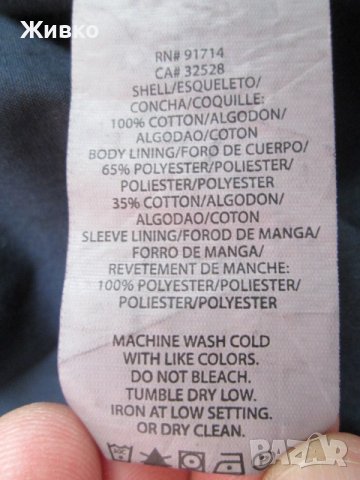 Живко
RN# 91714
CA# 32528
SHELL/ESQUELETO/
CONCHA/COQUILLE:
100% COTTON/ALGODON/
ALGODAO/COTON
BODY LINING/FORO DE CUERPO/
65% POLYESTER/POLYESTER/
POLIESTER/POLYESTER
35% COTTON/ALGODON/
ALGODAO/COTON
SLEEVE LINING/FOROD DE MANGA/
FORRO DE MANGA/
REVETEMENT DE MANCHE:
100% POLYESTER/POLIESTER/
POLIESTER/POLYESTER
MACHINE WASH COLD
WITH LIKE COLORS.
DO NOT BLEACH.
TUMBLE DRY LOW.
IRON AT LOW SETTING.
OR DRY CLEAN.
BAZAR